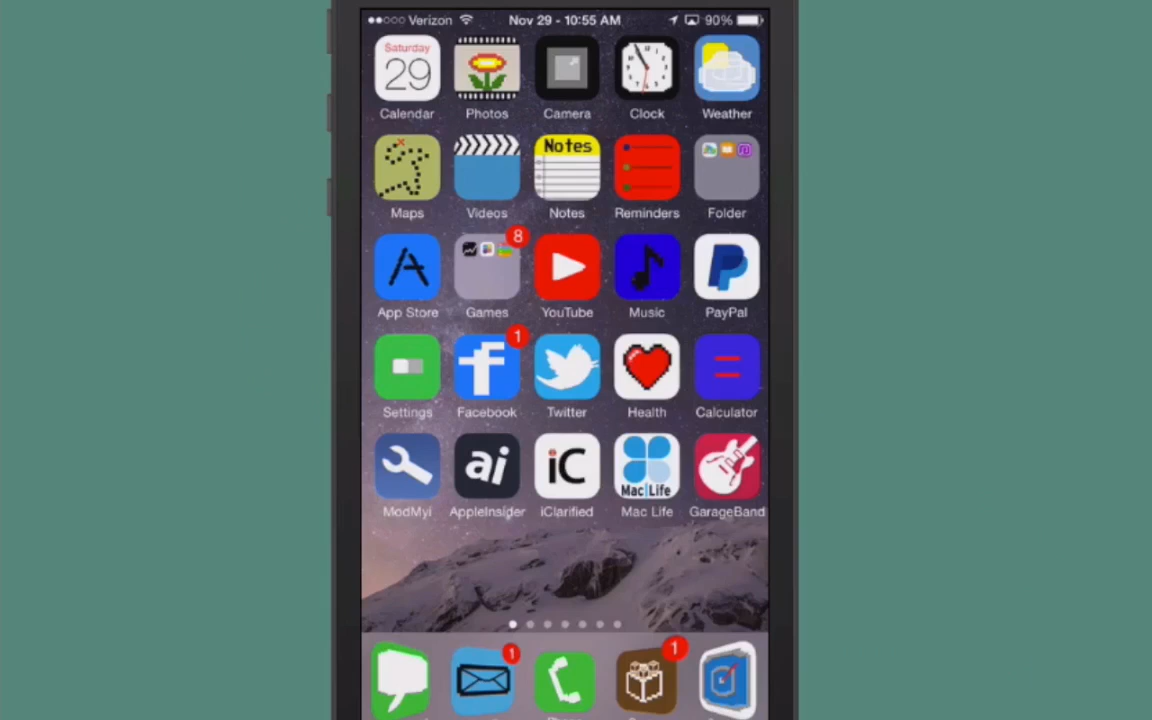 Verizon Nov 29 - 10:55 AM 90%
Saturday
29
Calendar Photos Camera Clock Weather
Notes
Maps Videos Notes Reminders Folder
8
App Store Games YouTube Music PayPal
1
Settings Facebook Twitter Health Calculator
ai iC Mac|Life
ModMyi AppleInsider iClarified Mac Life GarageBand
1 1